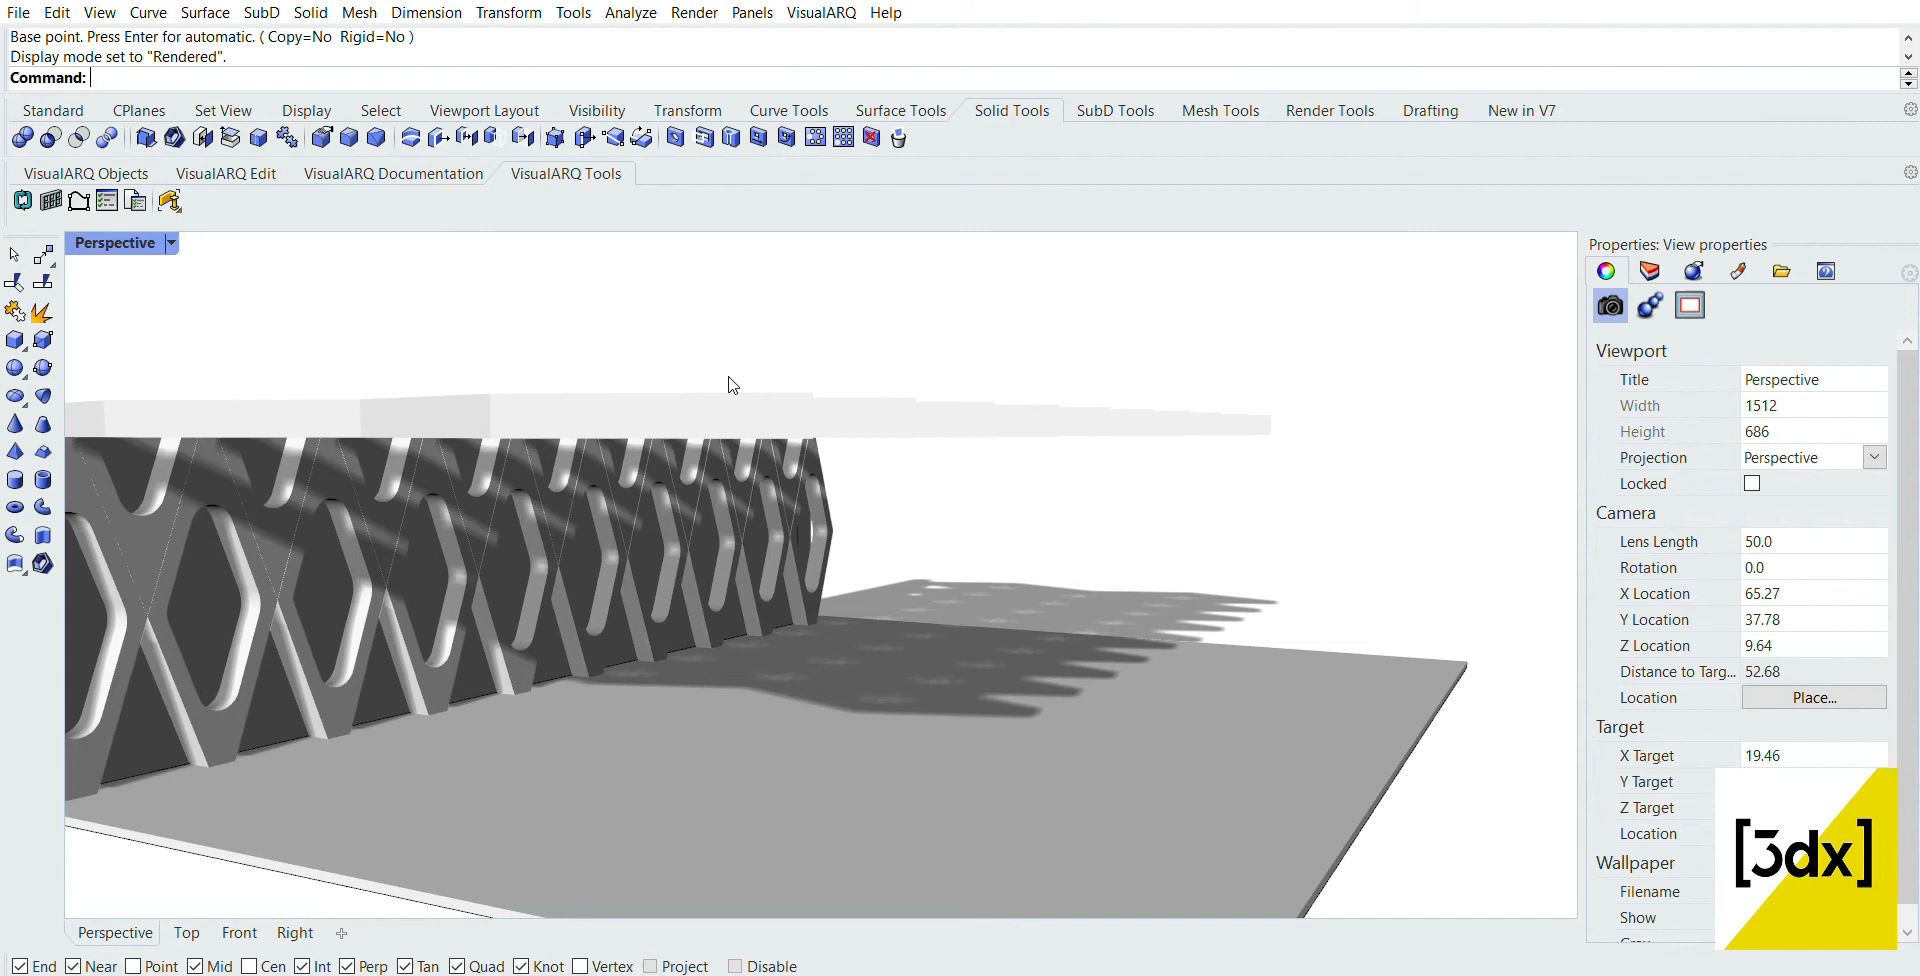 File Edit View Curve Surface SubD Solid Mesh Dimension Transform Tools Analyze Render Panels VisualARQ Help
Base point. Press Enter for automatic. ( Copy=No Rigid=No )
Display mode set to "Rendered".
Command:
Standard CPlanes Set View Display Select Viewport Layout Visibility Transform Curve Tools Surface Tools Solid Tools SubD Tools Mesh Tools Render Tools Drafting New in V7
VisualARQ Objects VisualARQ Edit VisualARQ Documentation VisualARQ Tools
Perspective
Properties: View properties
Viewport
Title Perspective
Width 1512
Height 686
Projection Perspective
Locked
Camera
Lens Length 50.0
Rotation 0.0
X Location 65.27
Y Location 37.78
Z Location 9.64
Distance to Targ... 52.68
Location Place...
Target
X Target 19.46
Y Target
Z Target
Location
Wallpaper
Filename
Show
[3dx]
Perspective Top Front Right
End Near Point Mid Cen Int Perp Tan Quad Knot Vertex Project Disable